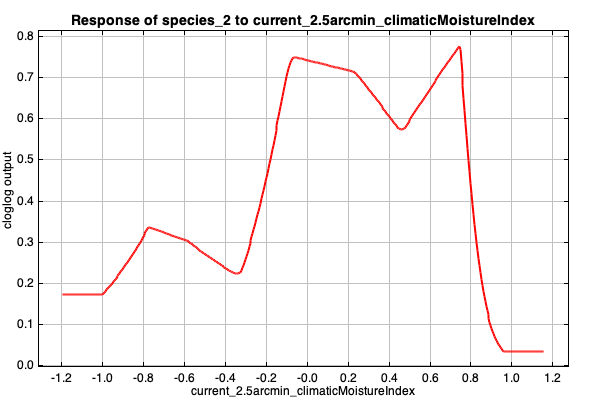 Response of species_2 to current_2.5arcmin_climaticMoistureIndex
0.8
0.7
0.6
0.5
0.4
0.3
0.2
0.1
0.0
cloglog output
-1.2 -1.0 -0.8 -0.6 -0.4 -0.2 -0.0 0.2 0.4 0.6 0.8 1.0 1.2
current_2.5arcmin_climaticMoistureIndex